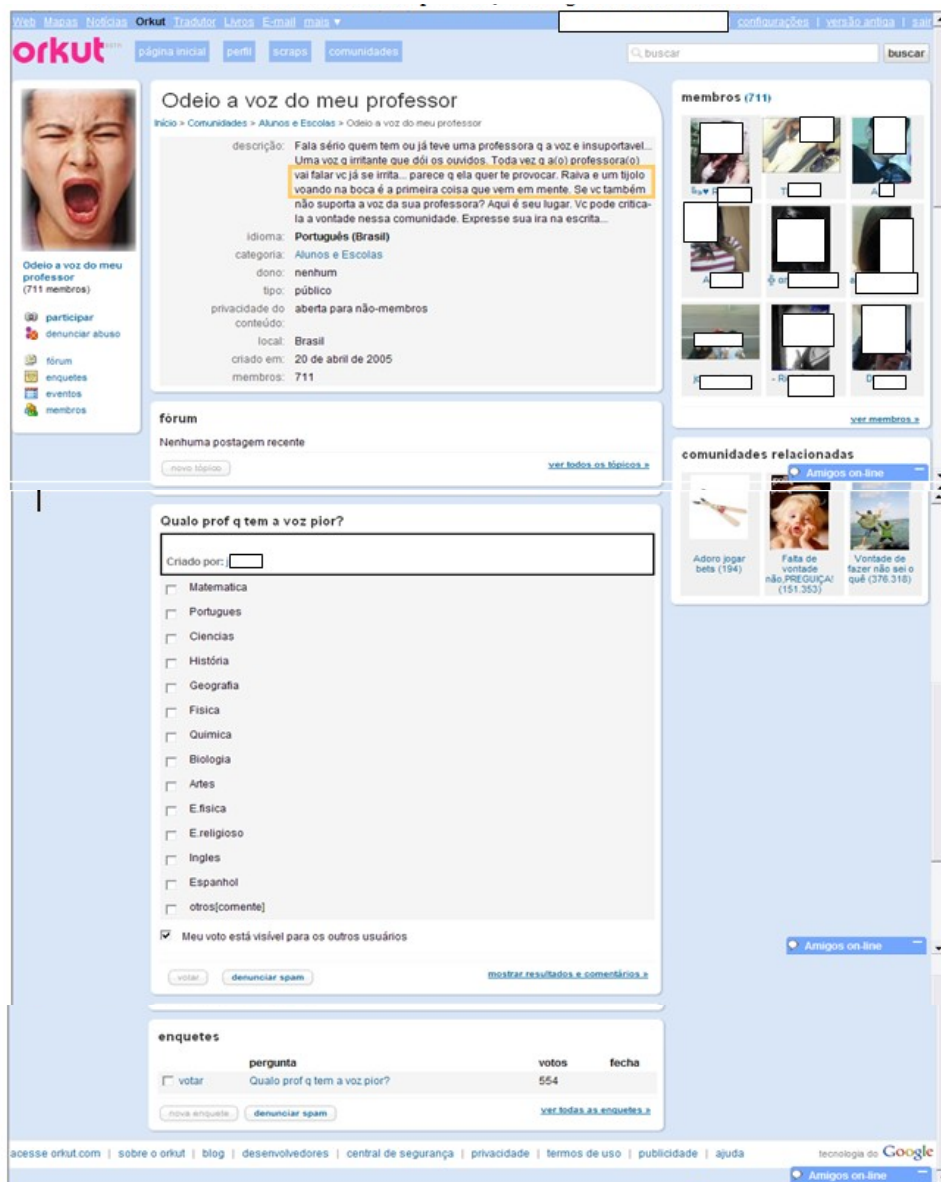 Web Mapas Notícias Orkut Tradutor Livros E-mail mais ▼
configurações | versão antiga | sair
orkut
página inicial perfil scraps comunidades
buscar
buscar
Odeio a voz do meu professor
(711 membros)
participar
denunciar abuso
fórum
enquetes
eventos
membros
Odeio a voz do meu professor
Início > Comunidades > Alunos e Escolas > Odeio a voz do meu professor
descrição: Fala sério quem tem ou já teve uma professora q a voz e insuportavel...
Uma voz q irritante que dói os ouvidos. Toda vez q a(o) professora(o)
vai falar vc já se irrita... parece q ela quer te provocar. Raiva e um tijolo
voando na boca é a primeira coisa que vem em mente. Se vc também
não suporta a voz da sua professora? Aqui é seu lugar. Vc pode critica-
la a vontade nessa comunidade. Expresse sua ira na escrita...
idioma: Português (Brasil)
categoria: Alunos e Escolas
dono: nenhum
tipo: público
privacidade do conteúdo: aberta para não-membros
local: Brasil
criado em: 20 de abril de 2005
membros: 711
fórum
Nenhuma postagem recente
novo tópico
ver todos os tópicos »
membros (711)
ver membros »
comunidades relacionadas
Amigos on-line
Adoro jogar
bets (194)
Falta de
vontade
não,PREGUIÇA!
(151.353)
Vontade de
fazer não sei o
quê (376.318)
Qualo prof q tem a voz pior?
Criado por: j
Matematica
Portugues
Ciencias
História
Geografia
Fisica
Quimica
Biologia
Artes
E.fisica
E.religioso
Ingles
Espanhol
otros[comente]
Meu voto está visível para os outros usuários
votar denunciar spam
mostrar resultados e comentários »
Amigos on-line
enquetes
pergunta votos fecha
votar Qualo prof q tem a voz pior? 554
nova enquete denunciar spam
ver todas as enquetes »
acesse orkut.com | sobre o orkut | blog | desenvolvedores | central de segurança | privacidade | termos de uso | publicidade | ajuda
tecnologia do Google
Amigos on-line